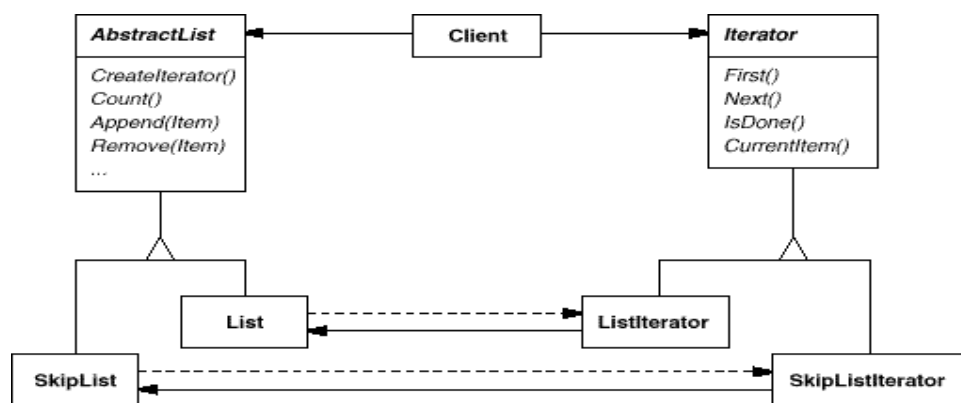 AbstractList
CreateIterator()
Count()
Append(Item)
Remove(Item)
...
Client
Iterator
First()
Next()
IsDone()
CurrentItem()
List
ListIterator
SkipList
SkipListIterator